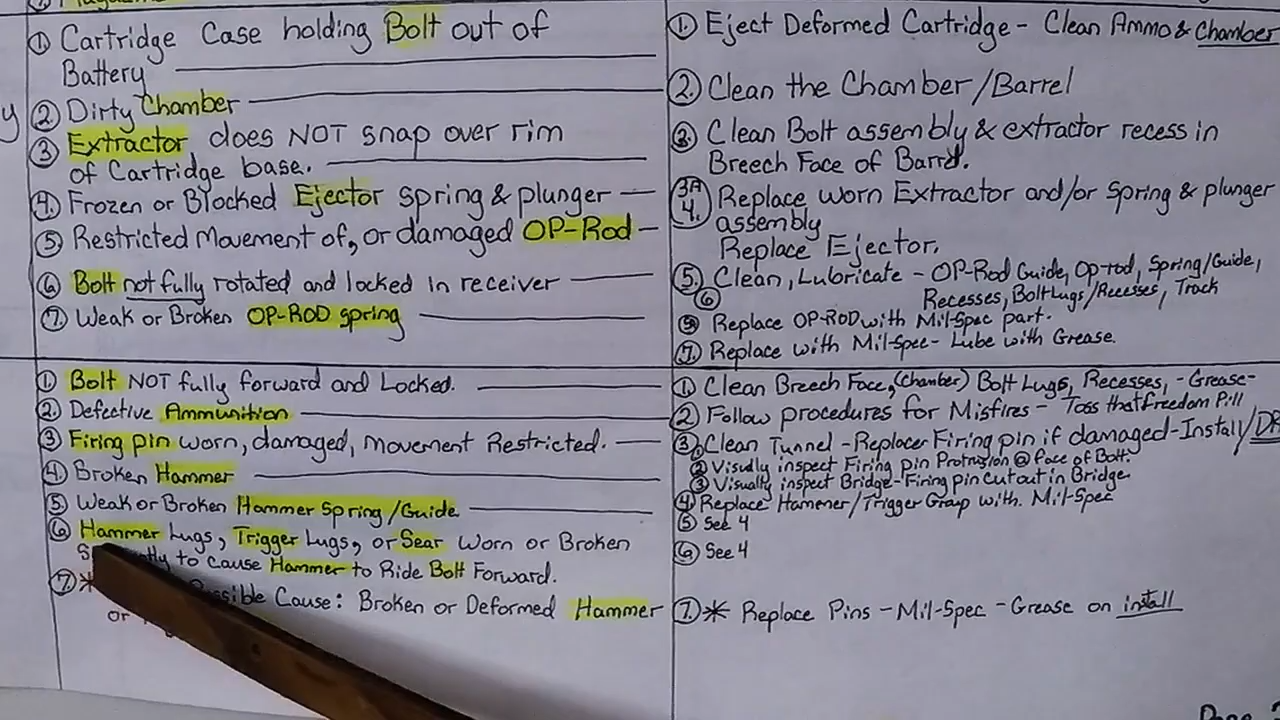 ① Cartridge Case holding Bolt out of
Battery
② Dirty Chamber
③ Extractor does NOT snap over rim
of Cartridge base.
④. Frozen or Blocked Ejector spring & plunger
⑤ Restricted Movement of, or damaged OP-Rod
⑥ Bolt not fully rotated and locked in receiver
⑦. Weak or Broken OP-ROD spring
① Eject Deformed Cartridge - Clean Ammo & Chamber
②. Clean the Chamber/Barrel
③. Clean Bolt assembly & extractor recess in
Breech Face of Barrel.
3A Replace worn Extractor and/or Spring & plunger
4. assembly
Replace Ejector.
⑤. Clean, Lubricate - OP-Rod Guide, Op-rod, Spring/Guide,
⑥ Recesses, Bolt Lugs/Recesses, Track
Replace OP-ROD with Mil-Spec part.
⑦. Replace with Mil-Spec - Lube with Grease.
① Bolt NOT fully forward and Locked.
② Defective Ammunition
③ Firing pin worn, damaged, movement Restricted.
④ Broken Hammer
⑤ Weak or Broken Hammer Spring/Guide
⑥ Hammer Lugs, Trigger Lugs, or Sear Worn or Broken
to cause Hammer to Ride Bolt Forward.
⑦* Cause: Broken or Deformed Hammer
or
① Clean Breech Face, (Chamber) Bolt Lugs, Recesses, -Grease-
② Follow procedures for Misfires - Toss that Freedom Pill
③ Clean Tunnel - Replace Firing pin if damaged - Install/
② Visually inspect Firing Pin Protrusion @ face of Bolt.
③ Visually inspect Bridge - Firing pin cutout in Bridge.
④ Replace Hammer/Trigger Group with Mil-Spec
⑤ See 4
⑥ See 4
⑦* Replace Pins - Mil-Spec - Grease on install